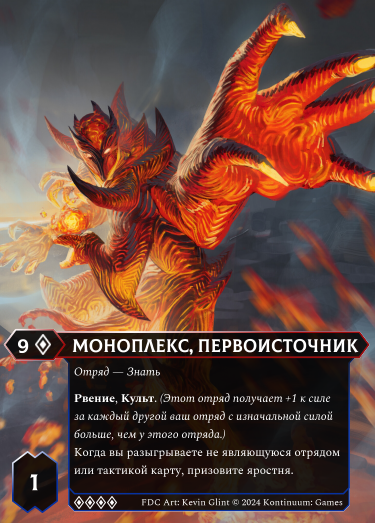 9 МОНОПЛЕКС, ПЕРВОИСТОЧНИК
Отряд — Знать
Рвение, Культ. (Этот отряд получает +1 к силе
за каждый другой ваш отряд с изначальной силой
больше, чем у этого отряда.)
Когда вы разыгрываете не являющуюся отрядом
или тактикой карту, призовите яростня.
1
FDC Art: Kevin Glint © 2024 Kontinuum: Games